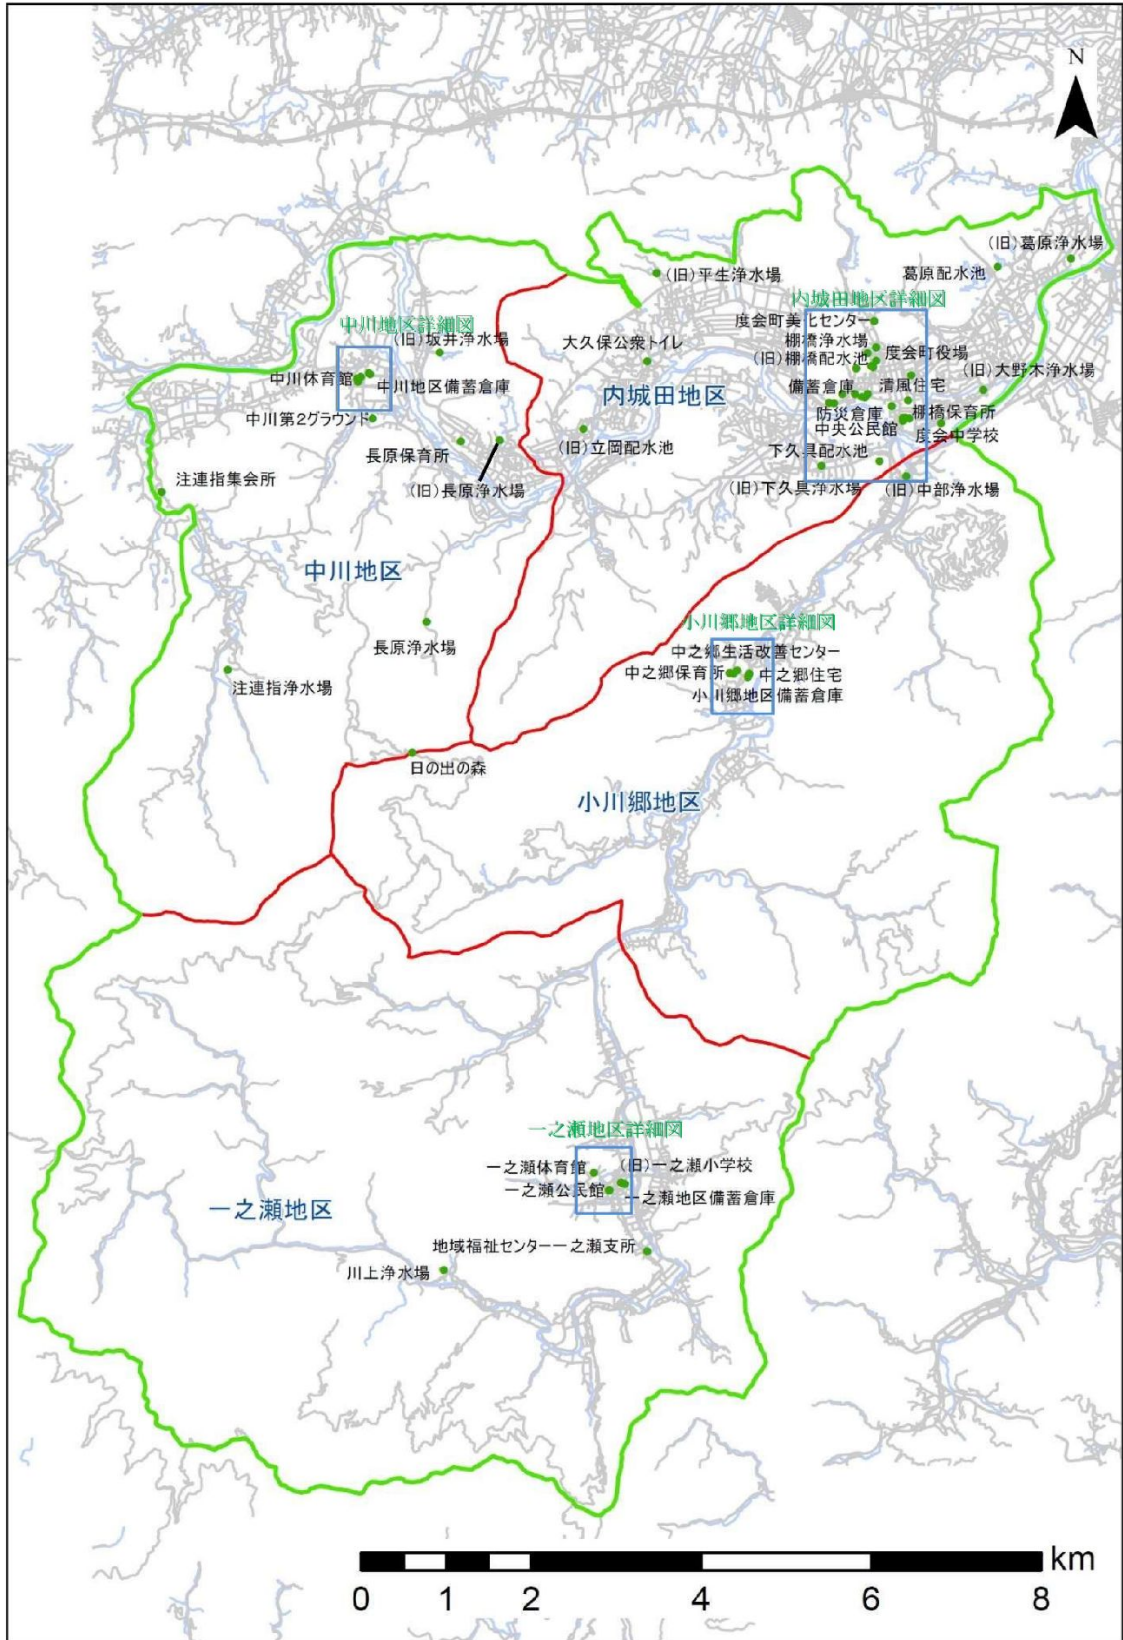 N
(旧)葛原浄水場
葛原配水池
(旧)平生浄水場
内城田地区詳細図
度会町美化センター
中川地区詳細図
(旧)坂井浄水場
大久保公衆トイレ
棚橋浄水場
(旧)棚橋配水池
度会町役場
(旧)大野木浄水場
中川体育館
中川地区備蓄倉庫
内城田地区
備蓄倉庫
清風住宅
中川第2グラウンド
防災倉庫
棚橋保育所
中央公民館
度会中学校
長原保育所
(旧)立岡配水池
下久具配水池
注連指集会所
(旧)長原浄水場
(旧)下久具浄水場
(旧)中部浄水場
中川地区
小川郷地区詳細図
長原浄水場
中之郷生活改善センター
中之郷保育所
中之郷住宅
注連指浄水場
小川郷地区備蓄倉庫
日の出の森
小川郷地区
一之瀬地区詳細図
一之瀬体育館
(旧)一之瀬小学校
一之瀬公民館
一之瀬地区備蓄倉庫
一之瀬地区
地域福祉センター一之瀬支所
川上浄水場
km
0 1 2 4 6 8